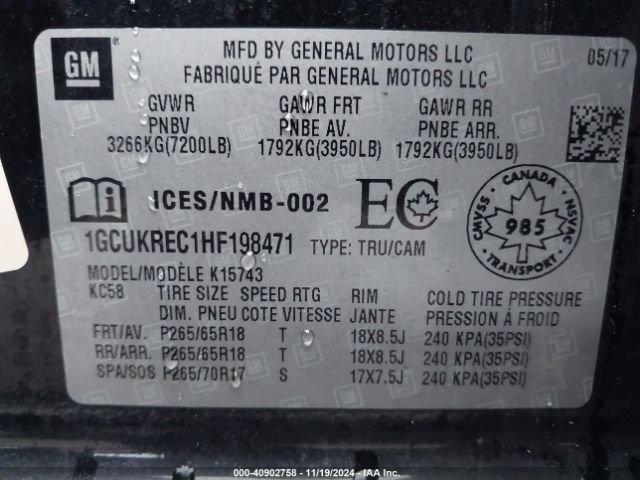 GM
MFD BY GENERAL MOTORS LLC
05/17
FABRIQUÉ PAR GENERAL MOTORS LLC
GVWR GAWR FRT GAWR RR
PNBV PNBE AV. PNBE ARR.
3266KG(7200LB) 1792KG(3950LB) 1792KG(3950LB)
ICES/NMB-002 EC
CANADA
CMVSS 985 NSVAC
TRANSPORT
1GCUKREC1HF198471 TYPE: TRU/CAM
MODEL/MODÈLE K15743
KC58 TIRE SIZE SPEED RTG RIM COLD TIRE PRESSURE
DIM. PNEU COTE VITESSE JANTE PRESSION À FROID
FRT/AV. P265/65R18 T 18X8.5J 240 KPA(35PSI)
RR/ARR. P265/65R18 T 18X8.5J 240 KPA(35PSI)
SPA/SOS P265/70R17 S 17X7.5J 240 KPA(35PSI)
000-40902758 - 11/19/2024 - IAA Inc.